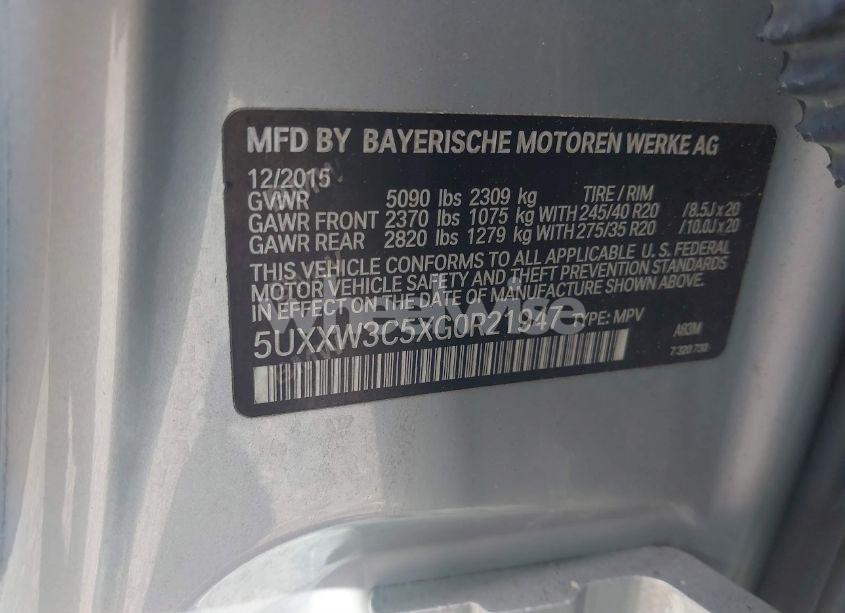 MFD BY BAYERISCHE MOTOREN WERKE AG
12/2015
GVWR 5090 lbs 2309 kg TIRE / RIM
GAWR FRONT 2370 lbs 1075 kg WITH 245/40 R20 /8.5J x 20
GAWR REAR 2820 lbs 1279 kg WITH 275/35 R20 /10.0J x 20
THIS VEHICLE CONFORMS TO ALL APPLICABLE U. S. FEDERAL
MOTOR VEHICLE SAFETY AND THEFT PREVENTION STANDARDS
IN EFFECT ON THE DATE OF MANUFACTURE SHOWN ABOVE.
wheelwise
5UXXW3C5XG0R21947 TYPE: MPV
A83M
7 320 730